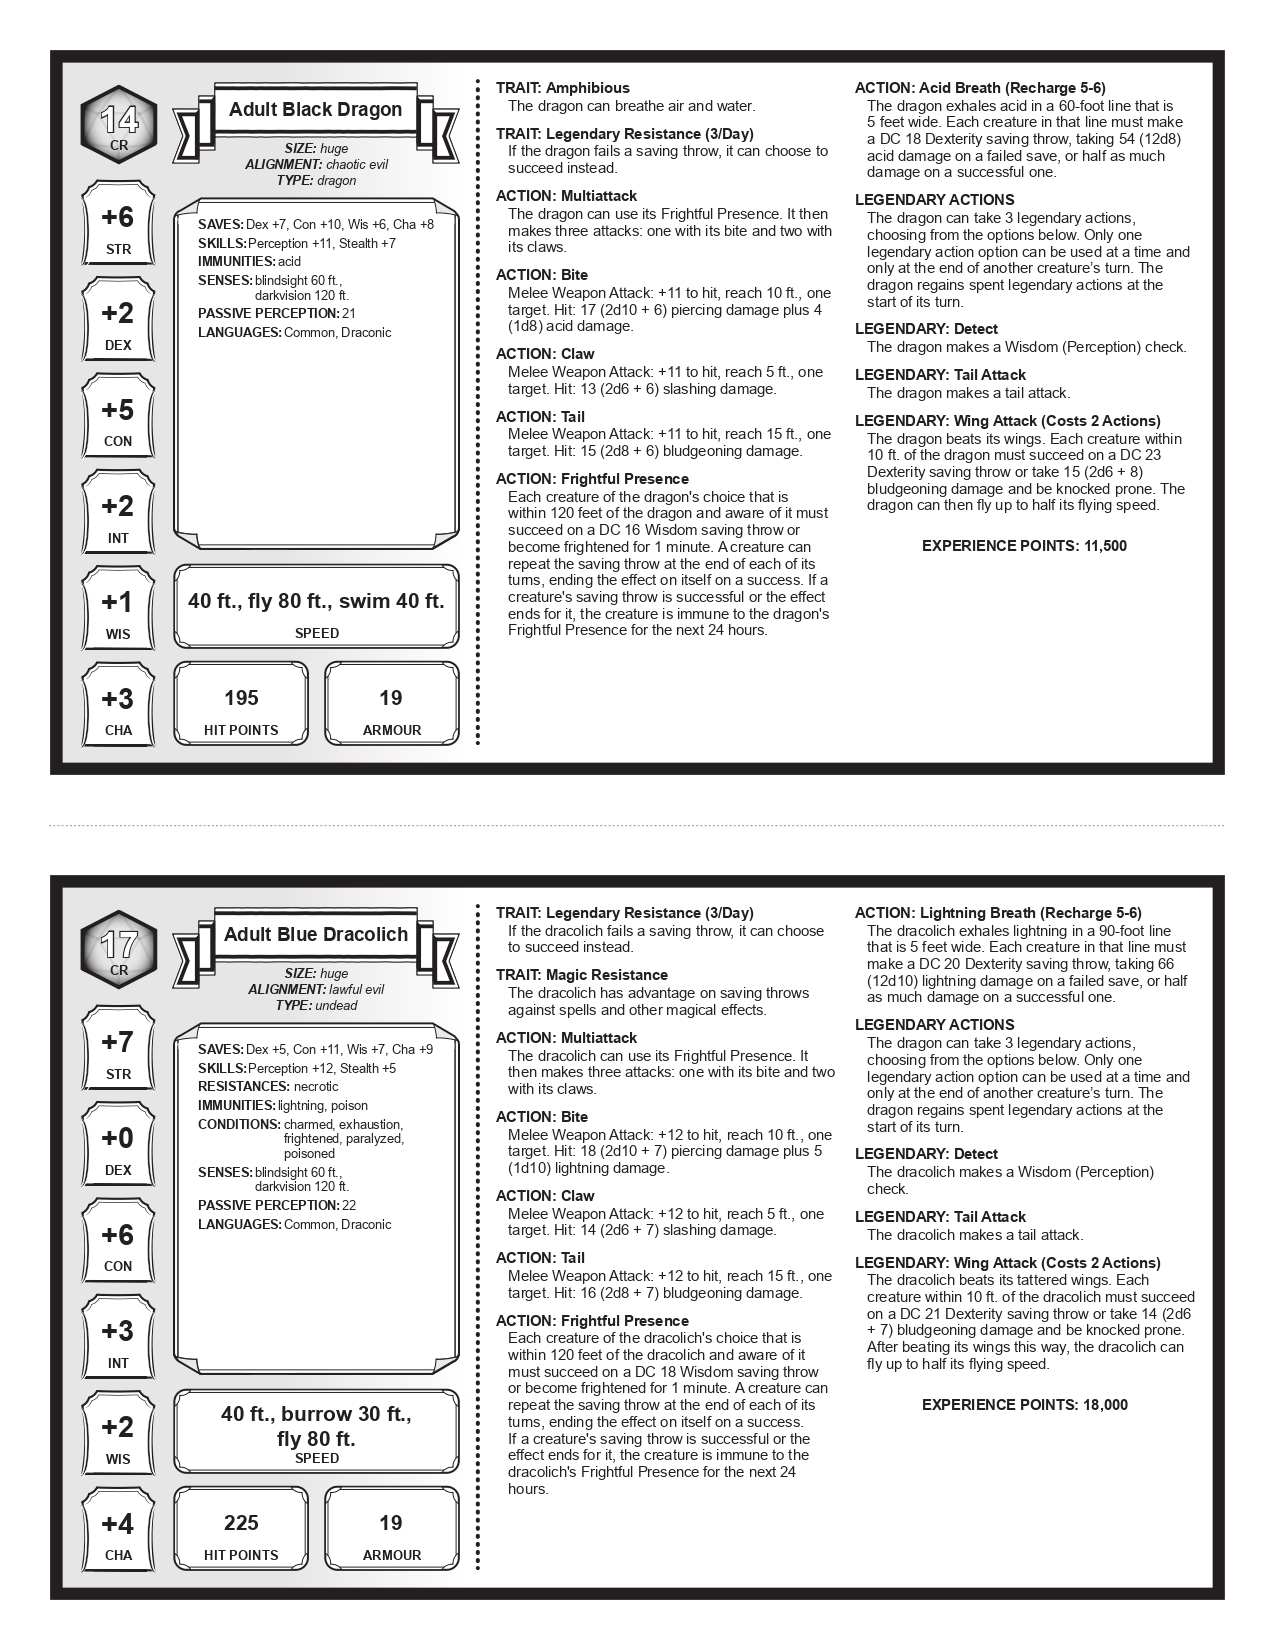 14
CR
Adult Black Dragon
SIZE: huge
ALIGNMENT: chaotic evil
TYPE: dragon
+6
STR
+2
DEX
+5
CON
+2
INT
+1
WIS
+3
CHA
SAVES: Dex +7, Con +10, Wis +6, Cha +8
SKILLS: Perception +11, Stealth +7
IMMUNITIES: acid
SENSES: blindsight 60 ft.,
darkvision 120 ft.
PASSIVE PERCEPTION: 21
LANGUAGES: Common, Draconic
40 ft., fly 80 ft., swim 40 ft.
SPEED
195
HIT POINTS
19
ARMOUR
TRAIT: Amphibious
The dragon can breathe air and water.
TRAIT: Legendary Resistance (3/Day)
If the dragon fails a saving throw, it can choose to
succeed instead.
ACTION: Multiattack
The dragon can use its Frightful Presence. It then
makes three attacks: one with its bite and two with
its claws.
ACTION: Bite
Melee Weapon Attack: +11 to hit, reach 10 ft., one
target. Hit: 17 (2d10 + 6) piercing damage plus 4
(1d8) acid damage.
ACTION: Claw
Melee Weapon Attack: +11 to hit, reach 5 ft., one
target. Hit: 13 (2d6 + 6) slashing damage.
ACTION: Tail
Melee Weapon Attack: +11 to hit, reach 15 ft., one
target. Hit: 15 (2d8 + 6) bludgeoning damage.
ACTION: Frightful Presence
Each creature of the dragon's choice that is
within 120 feet of the dragon and aware of it must
succeed on a DC 16 Wisdom saving throw or
become frightened for 1 minute. A creature can
repeat the saving throw at the end of each of its
turns, ending the effect on itself on a success. If a
creature's saving throw is successful or the effect
ends for it, the creature is immune to the dragon's
Frightful Presence for the next 24 hours.
ACTION: Acid Breath (Recharge 5-6)
The dragon exhales acid in a 60-foot line that is
5 feet wide. Each creature in that line must make
a DC 18 Dexterity saving throw, taking 54 (12d8)
acid damage on a failed save, or half as much
damage on a successful one.
LEGENDARY ACTIONS
The dragon can take 3 legendary actions,
choosing from the options below. Only one
legendary action option can be used at a time and
only at the end of another creature’s turn. The
dragon regains spent legendary actions at the
start of its turn.
LEGENDARY: Detect
The dragon makes a Wisdom (Perception) check.
LEGENDARY: Tail Attack
The dragon makes a tail attack.
LEGENDARY: Wing Attack (Costs 2 Actions)
The dragon beats its wings. Each creature within
10 ft. of the dragon must succeed on a DC 23
Dexterity saving throw or take 15 (2d6 + 8)
bludgeoning damage and be knocked prone. The
dragon can then fly up to half its flying speed.
EXPERIENCE POINTS: 11,500
17
CR
Adult Blue Dracolich
SIZE: huge
ALIGNMENT: lawful evil
TYPE: undead
+7
STR
+0
DEX
+6
CON
+3
INT
+2
WIS
+4
CHA
SAVES: Dex +5, Con +11, Wis +7, Cha +9
SKILLS: Perception +12, Stealth +5
RESISTANCES: necrotic
IMMUNITIES: lightning, poison
CONDITIONS: charmed, exhaustion,
frightened, paralyzed,
poisoned
SENSES: blindsight 60 ft.,
darkvision 120 ft.
PASSIVE PERCEPTION: 22
LANGUAGES: Common, Draconic
40 ft., burrow 30 ft.,
fly 80 ft.
SPEED
225
HIT POINTS
19
ARMOUR
TRAIT: Legendary Resistance (3/Day)
If the dracolich fails a saving throw, it can choose
to succeed instead.
TRAIT: Magic Resistance
The dracolich has advantage on saving throws
against spells and other magical effects.
ACTION: Multiattack
The dracolich can use its Frightful Presence. It
then makes three attacks: one with its bite and two
with its claws.
ACTION: Bite
Melee Weapon Attack: +12 to hit, reach 10 ft., one
target. Hit: 18 (2d10 + 7) piercing damage plus 5
(1d10) lightning damage.
ACTION: Claw
Melee Weapon Attack: +12 to hit, reach 5 ft., one
target. Hit: 14 (2d6 + 7) slashing damage.
ACTION: Tail
Melee Weapon Attack: +12 to hit, reach 15 ft., one
target. Hit: 16 (2d8 + 7) bludgeoning damage.
ACTION: Frightful Presence
Each creature of the dracolich's choice that is
within 120 feet of the dracolich and aware of it
must succeed on a DC 18 Wisdom saving throw
or become frightened for 1 minute. A creature can
repeat the saving throw at the end of each of its
turns, ending the effect on itself on a success.
If a creature's saving throw is successful or the
effect ends for it, the creature is immune to the
dracolich's Frightful Presence for the next 24
hours.
ACTION: Lightning Breath (Recharge 5-6)
The dracolich exhales lightning in a 90-foot line
that is 5 feet wide. Each creature in that line must
make a DC 20 Dexterity saving throw, taking 66
(12d10) lightning damage on a failed save, or half
as much damage on a successful one.
LEGENDARY ACTIONS
The dragon can take 3 legendary actions,
choosing from the options below. Only one
legendary action option can be used at a time and
only at the end of another creature’s turn. The
dragon regains spent legendary actions at the
start of its turn.
LEGENDARY: Detect
The dracolich makes a Wisdom (Perception)
check.
LEGENDARY: Tail Attack
The dracolich makes a tail attack.
LEGENDARY: Wing Attack (Costs 2 Actions)
The dracolich beats its tattered wings. Each
creature within 10 ft. of the dracolich must succeed
on a DC 21 Dexterity saving throw or take 14 (2d6
+ 7) bludgeoning damage and be knocked prone.
After beating its wings this way, the dracolich can
fly up to half its flying speed.
EXPERIENCE POINTS: 18,000